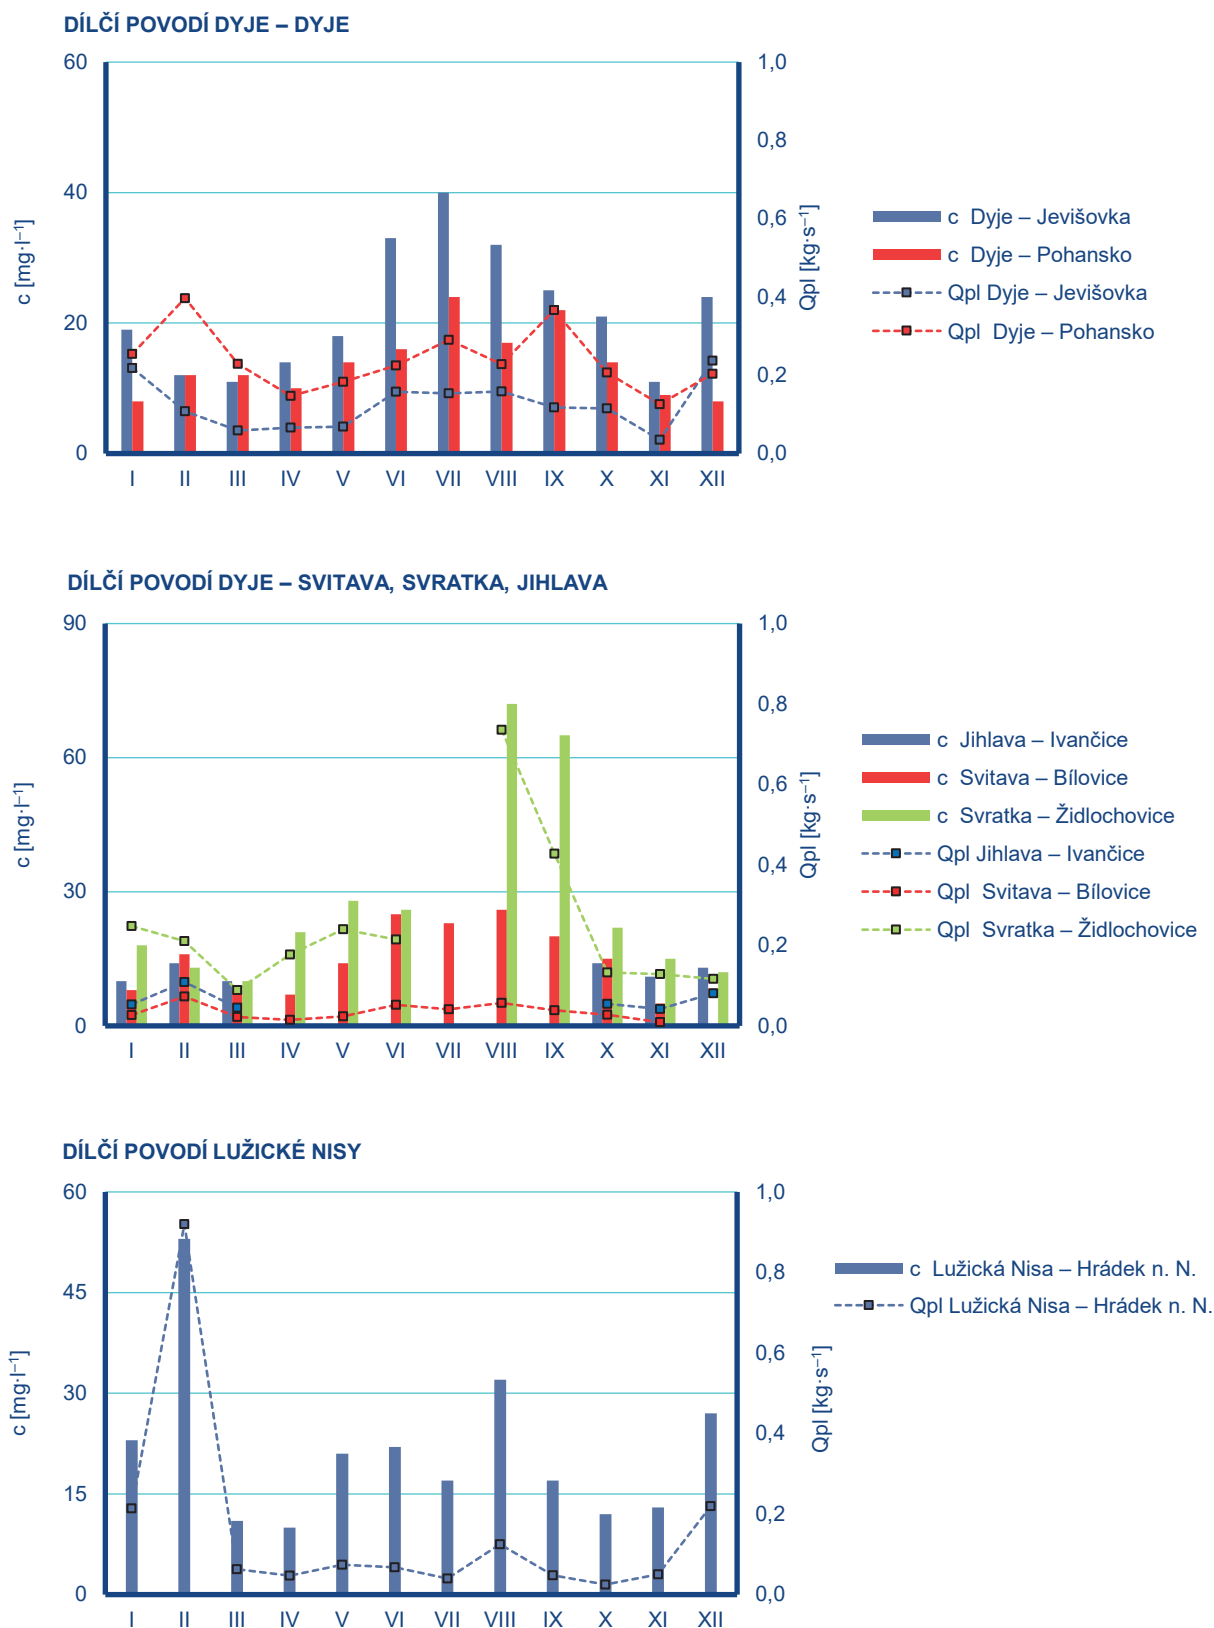 DÍLČÍ POVODÍ DYJE – DYJE
60
40
20
0
c [mg·l⁻¹]
1,0
0,8
0,6
0,4
0,2
0,0
Qpl [kg·s⁻¹]
I II III IV V VI VII VIII IX X XI XII
c Dyje – Jevišovka
c Dyje – Pohansko
Qpl Dyje – Jevišovka
Qpl Dyje – Pohansko
DÍLČÍ POVODÍ DYJE – SVITAVA, SVRATKA, JIHLAVA
90
60
30
0
c [mg·l⁻¹]
1,0
0,8
0,6
0,4
0,2
0,0
Qpl [kg·s⁻¹]
I II III IV V VI VII VIII IX X XI XII
c Jihlava – Ivančice
c Svitava – Bílovice
c Svratka – Židlochovice
Qpl Jihlava – Ivančice
Qpl Svitava – Bílovice
Qpl Svratka – Židlochovice
DÍLČÍ POVODÍ LUŽICKÉ NISY
60
45
30
15
0
c [mg·l⁻¹]
1,0
0,8
0,6
0,4
0,2
0,0
Qpl [kg·s⁻¹]
I II III IV V VI VII VIII IX X XI XII
c Lužická Nisa – Hrádek n. N.
Qpl Lužická Nisa – Hrádek n. N.